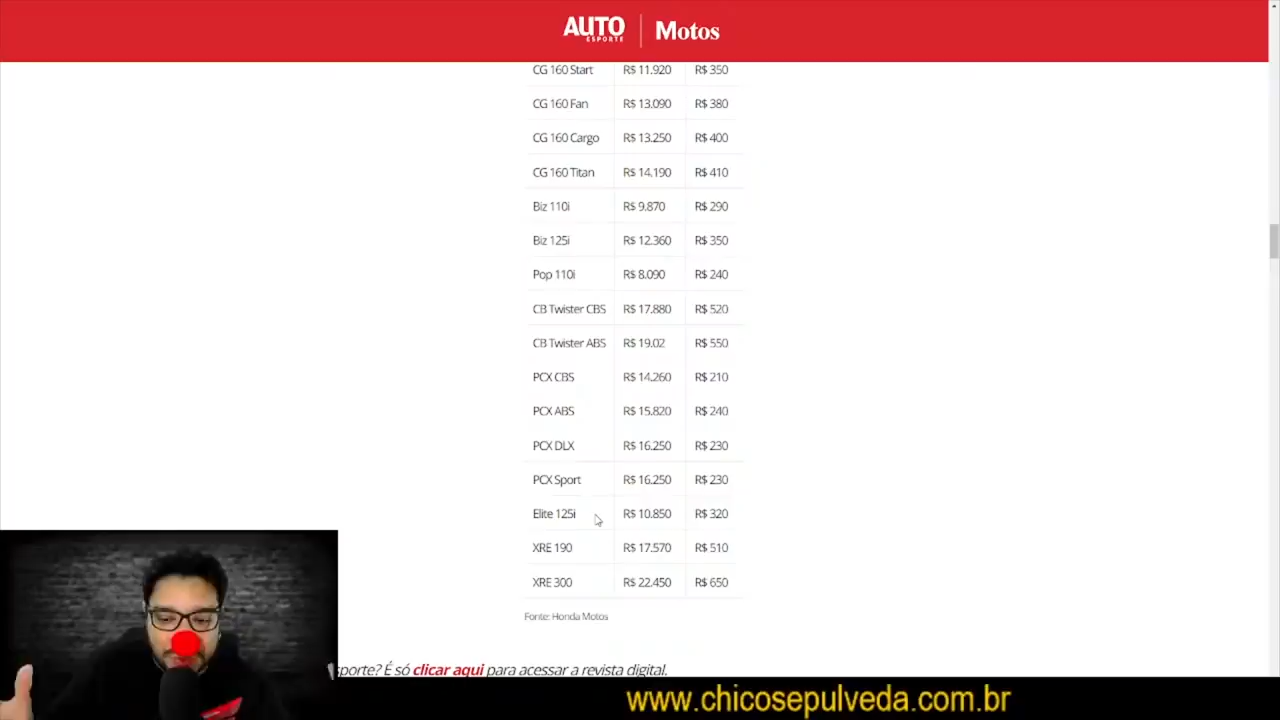 AUTO ESPORTE | Motos
CG 160 Start R$ 11.920 R$ 350
CG 160 Fan R$ 13.090 R$ 380
CG 160 Cargo R$ 13.250 R$ 400
CG 160 Titan R$ 14.190 R$ 410
Biz 110i R$ 9.870 R$ 290
Biz 125i R$ 12.360 R$ 350
Pop 110i R$ 8.090 R$ 240
CB Twister CBS R$ 17.880 R$ 520
CB Twister ABS R$ 19.02 R$ 550
PCX CBS R$ 14.260 R$ 210
PCX ABS R$ 15.820 R$ 240
PCX DLX R$ 16.250 R$ 230
PCX Sport R$ 16.250 R$ 230
Elite 125i R$ 10.850 R$ 320
XRE 190 R$ 17.570 R$ 510
XRE 300 R$ 22.450 R$ 650
Fonte: Honda Motos
sporte? É só clicar aqui para acessar a revista digital.
www.chicosepulveda.com.br